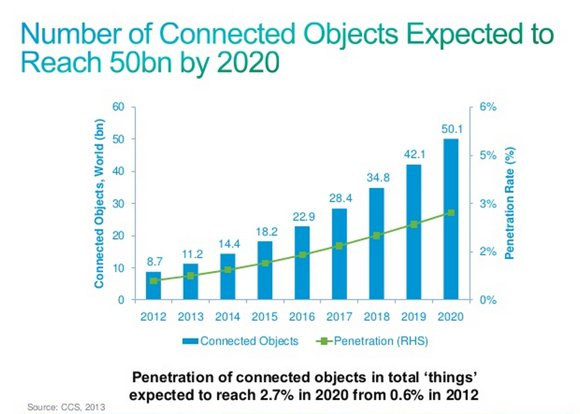 Number of Connected Objects Expected to
Reach 50bn by 2020
Connected Objects, World (bn)
60
50
40
30
20
10
0
8.7
11.2
14.4
18.2
22.9
28.4
34.8
42.1
50.1
6%
5%
3%
2%
0%
Penetration Rate (%)
2012 2013 2014 2015 2016 2017 2018 2019 2020
Connected Objects Penetration (RHS)
Penetration of connected objects in total ‘things’
expected to reach 2.7% in 2020 from 0.6% in 2012
Source: CCS, 2013